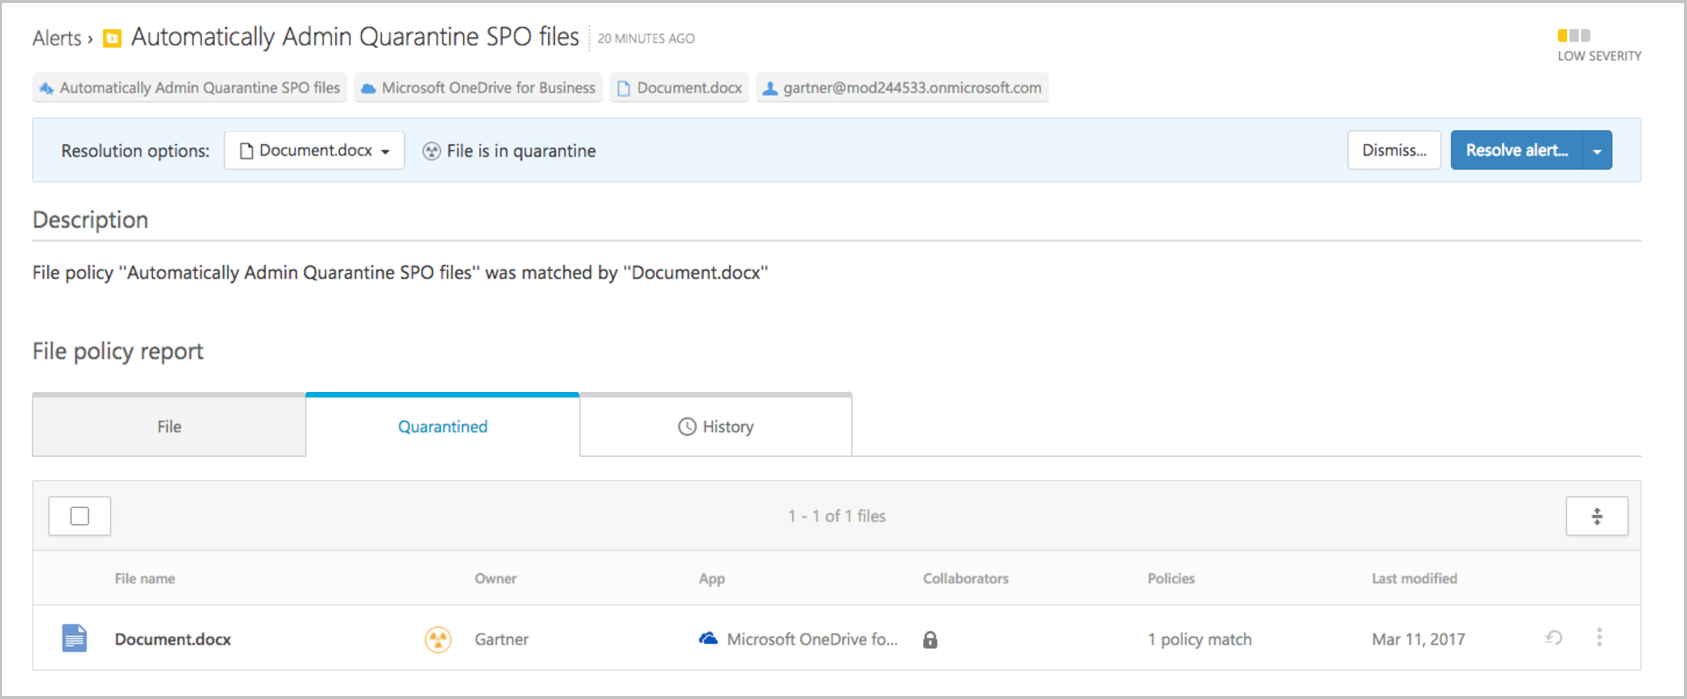 Alerts › Automatically Admin Quarantine SPO files 20 MINUTES AGO
LOW SEVERITY
Automatically Admin Quarantine SPO files Microsoft OneDrive for Business Document.docx gartner@mod244533.onmicrosoft.com
Resolution options: Document.docx File is in quarantine Dismiss... Resolve alert...
Description
File policy "Automatically Admin Quarantine SPO files" was matched by "Document.docx"
File policy report
File Quarantined History
1 - 1 of 1 files
File name Owner App Collaborators Policies Last modified
Document.docx Gartner Microsoft OneDrive fo... 1 policy match Mar 11, 2017